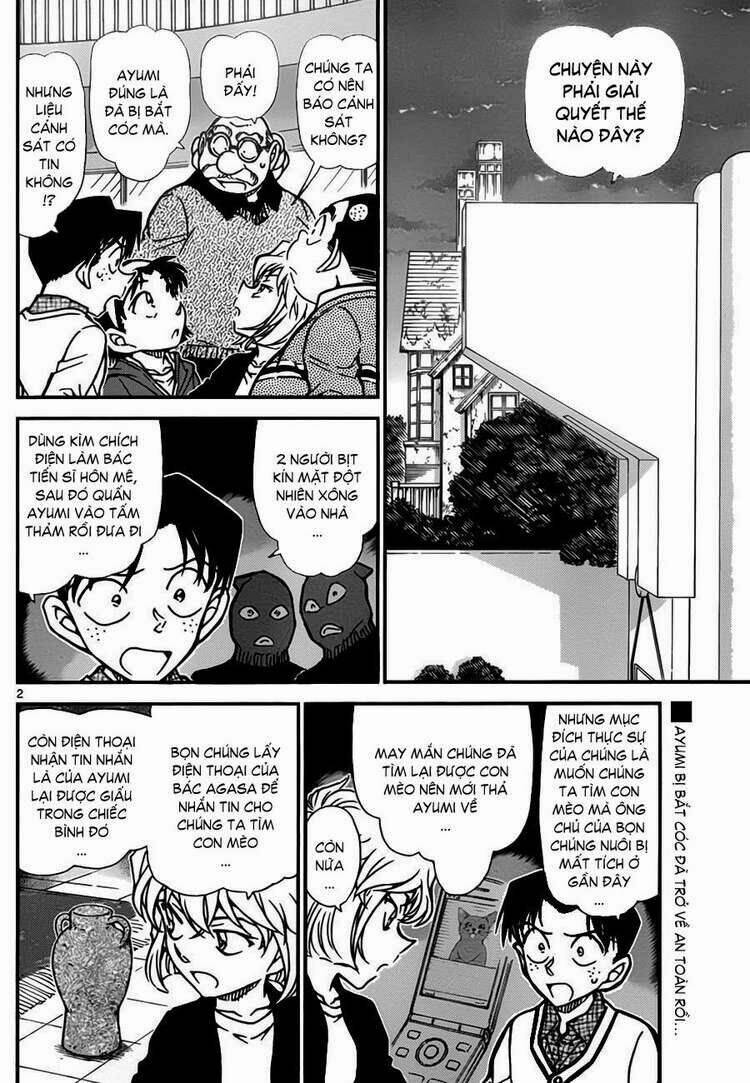 CHUYỆN NÀY
PHẢI GIẢI
QUYẾT THẾ
NÀO ĐÂY?
CHÚNG TA
CÓ NÊN
BÁO CẢNH
SÁT
KHÔNG?
PHẢI
ĐẤY!
AYUMI
ĐÚNG LÀ
ĐÃ BỊ BẮT
CÓC MÀ.
NHƯNG
LIỆU
CẢNH
SÁT CÓ
TIN
KHÔNG
!?
2 NGƯỜI BỊT
KÍN MẶT ĐỘT
NHIÊN XÔNG
VÀO NHÀ
...
DÙNG KÌM CHÍCH
ĐIỆN LÀM BÁC
TIẾN SĨ HÔN MÊ,
SAU ĐÓ QUẤN
AYUMI VÀO TẤM
THẢM RỒI ĐƯA ĐI
...
2
AYUMI BỊ BẮT CÓC ĐÃ TRỞ VỀ AN TOÀN RỒI...
NHƯNG MỤC
ĐÍCH THỰC SỰ
CỦA CHÚNG LÀ
MUỐN CHÚNG
TA TÌM CON
MÈO MÀ ÔNG
CHỦ CỦA BỌN
CHÚNG NUÔI BỊ
MẤT TÍCH Ở
GẦN ĐÂY
...
MAY MẮN CHÚNG ĐÃ
TÌM LẠI ĐƯỢC CON
MÈO NÊN MỚI THẢ
AYUMI VỀ
...
CÒN
NỮA
...
BỌN CHÚNG LẤY
ĐIỆN THOẠI CỦA
BÁC AGASA ĐỂ
NHẮN TIN CHO
CHÚNG TA TÌM
CON MÈO
...
CÒN ĐIỆN THOẠI
NHẬN TIN NHẮN
LÀ CỦA AYUMI
LẠI ĐƯỢC GIẤU
TRONG CHIẾC
BÌNH ĐÓ
...